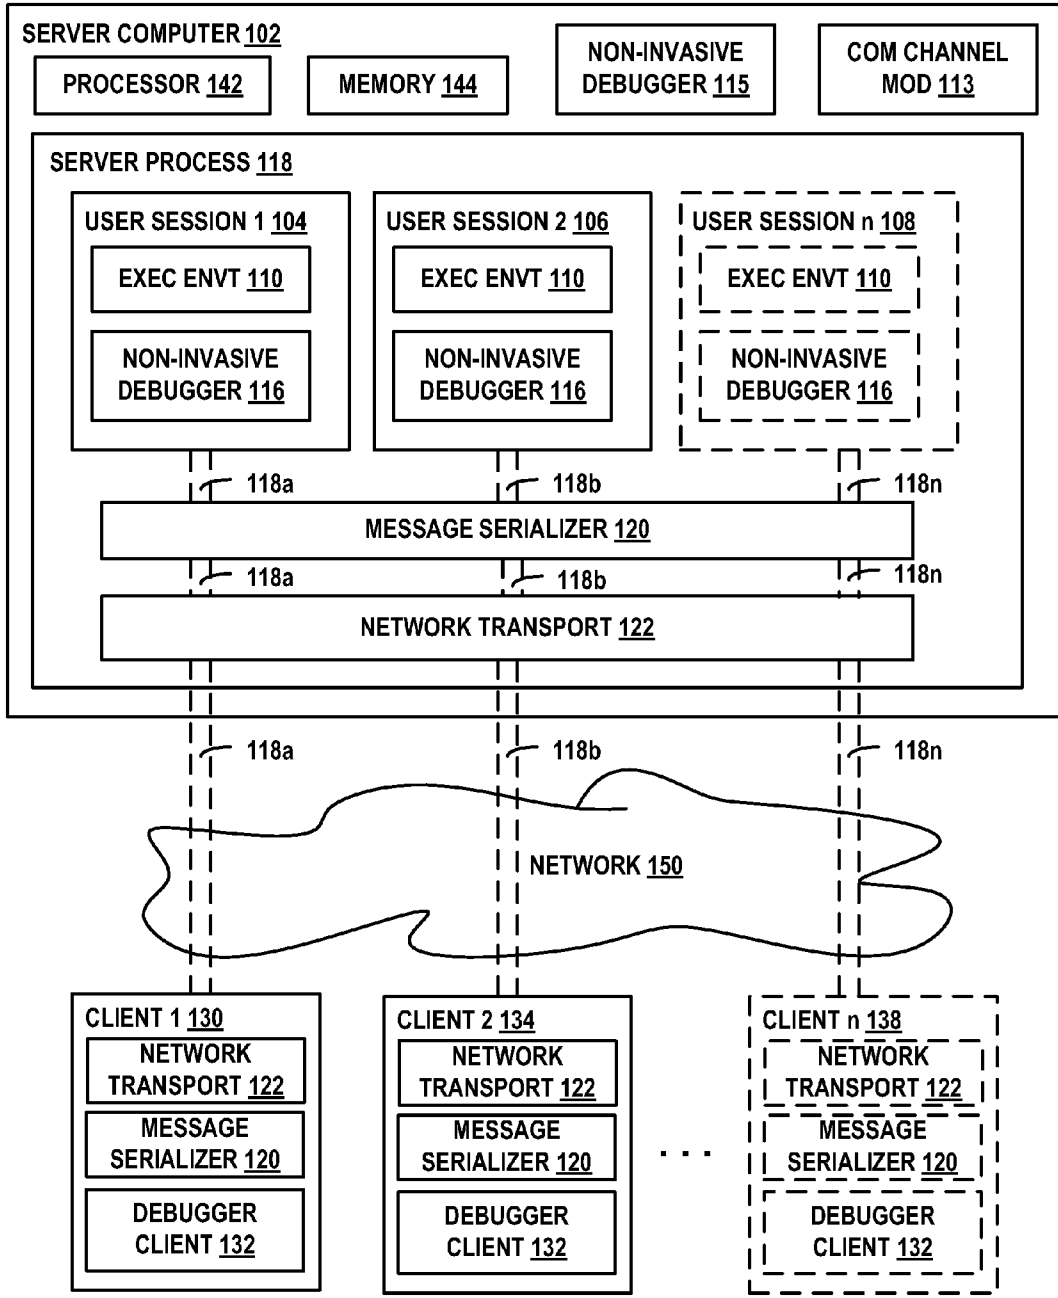 SERVER COMPUTER 102
PROCESSOR 142
MEMORY 144
NON-INVASIVE
DEBUGGER 115
COM CHANNEL
MOD 113
SERVER PROCESS 118
USER SESSION 1 104
EXEC ENVT 110
NON-INVASIVE
DEBUGGER 116
USER SESSION 2 106
EXEC ENVT 110
NON-INVASIVE
DEBUGGER 116
USER SESSION n 108
EXEC ENVT 110
NON-INVASIVE
DEBUGGER 116
118a
118b
118n
MESSAGE SERIALIZER 120
118a
118b
118n
NETWORK TRANSPORT 122
118a
118b
118n
NETWORK 150
CLIENT 1 130
NETWORK
TRANSPORT 122
MESSAGE
SERIALIZER 120
DEBUGGER
CLIENT 132
CLIENT 2 134
NETWORK
TRANSPORT 122
MESSAGE
SERIALIZER 120
DEBUGGER
CLIENT 132
. . .
CLIENT n 138
NETWORK
TRANSPORT 122
MESSAGE
SERIALIZER 120
DEBUGGER
CLIENT 132